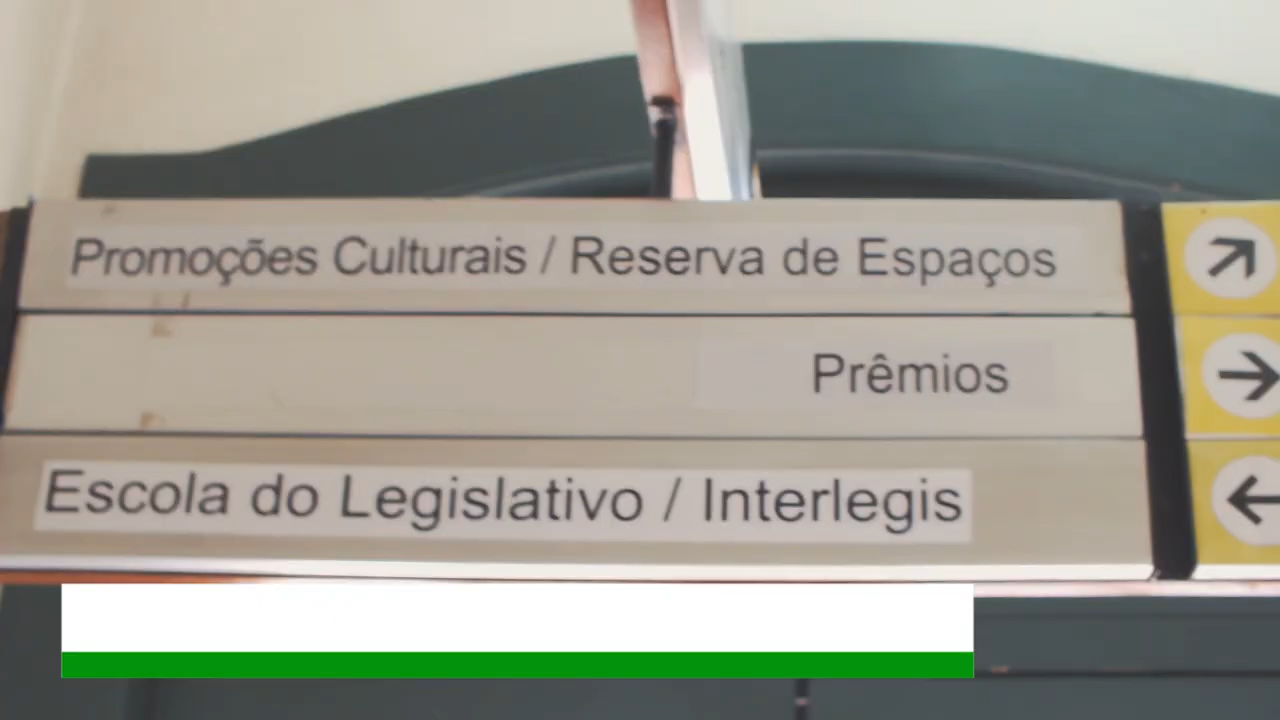 Promoções Culturais / Reserva de Espaços
Prêmios
Escola do Legislativo / Interlegis